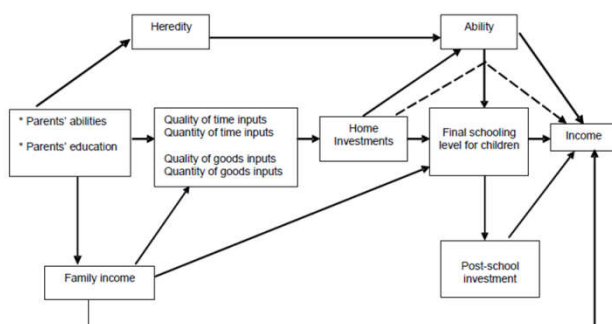 Heredity
Ability
* Parents' abilities
* Parents' education
Quality of time inputs
Quantity of time inputs
Quality of goods inputs
Quantity of goods inputs
Home
Investments
Final schooling
level for children
Income
Family income
Post-school
investment